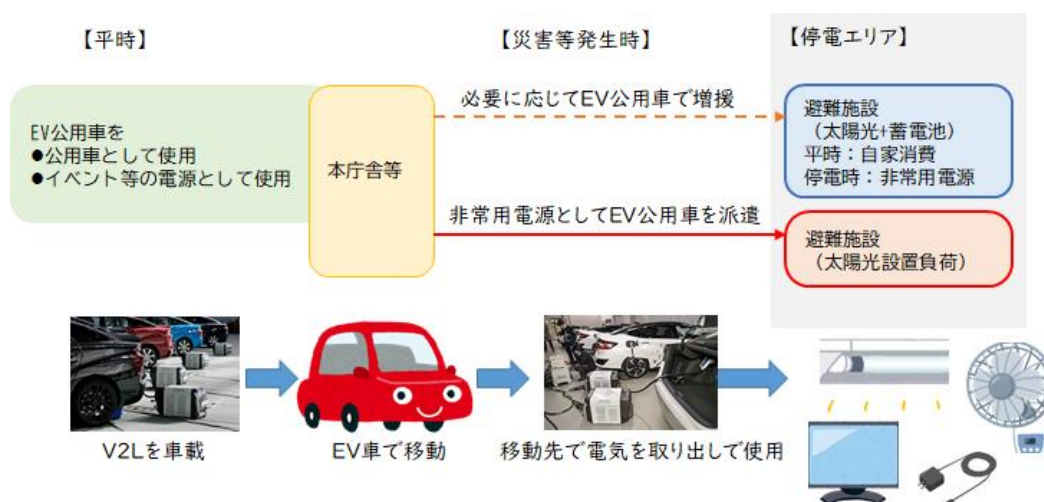 【平時】
【災害等発生時】
【停電エリア】
EV公用車を
●公用車として使用
●イベント等の電源として使用
本庁舎等
必要に応じてEV公用車で増援
避難施設
（太陽光+蓄電池）
平時：自家消費
停電時：非常用電源
非常用電源としてEV公用車を派遣
避難施設
（太陽光設置負荷）
V2Lを車載
EV車で移動
移動先で電気を取り出しで使用